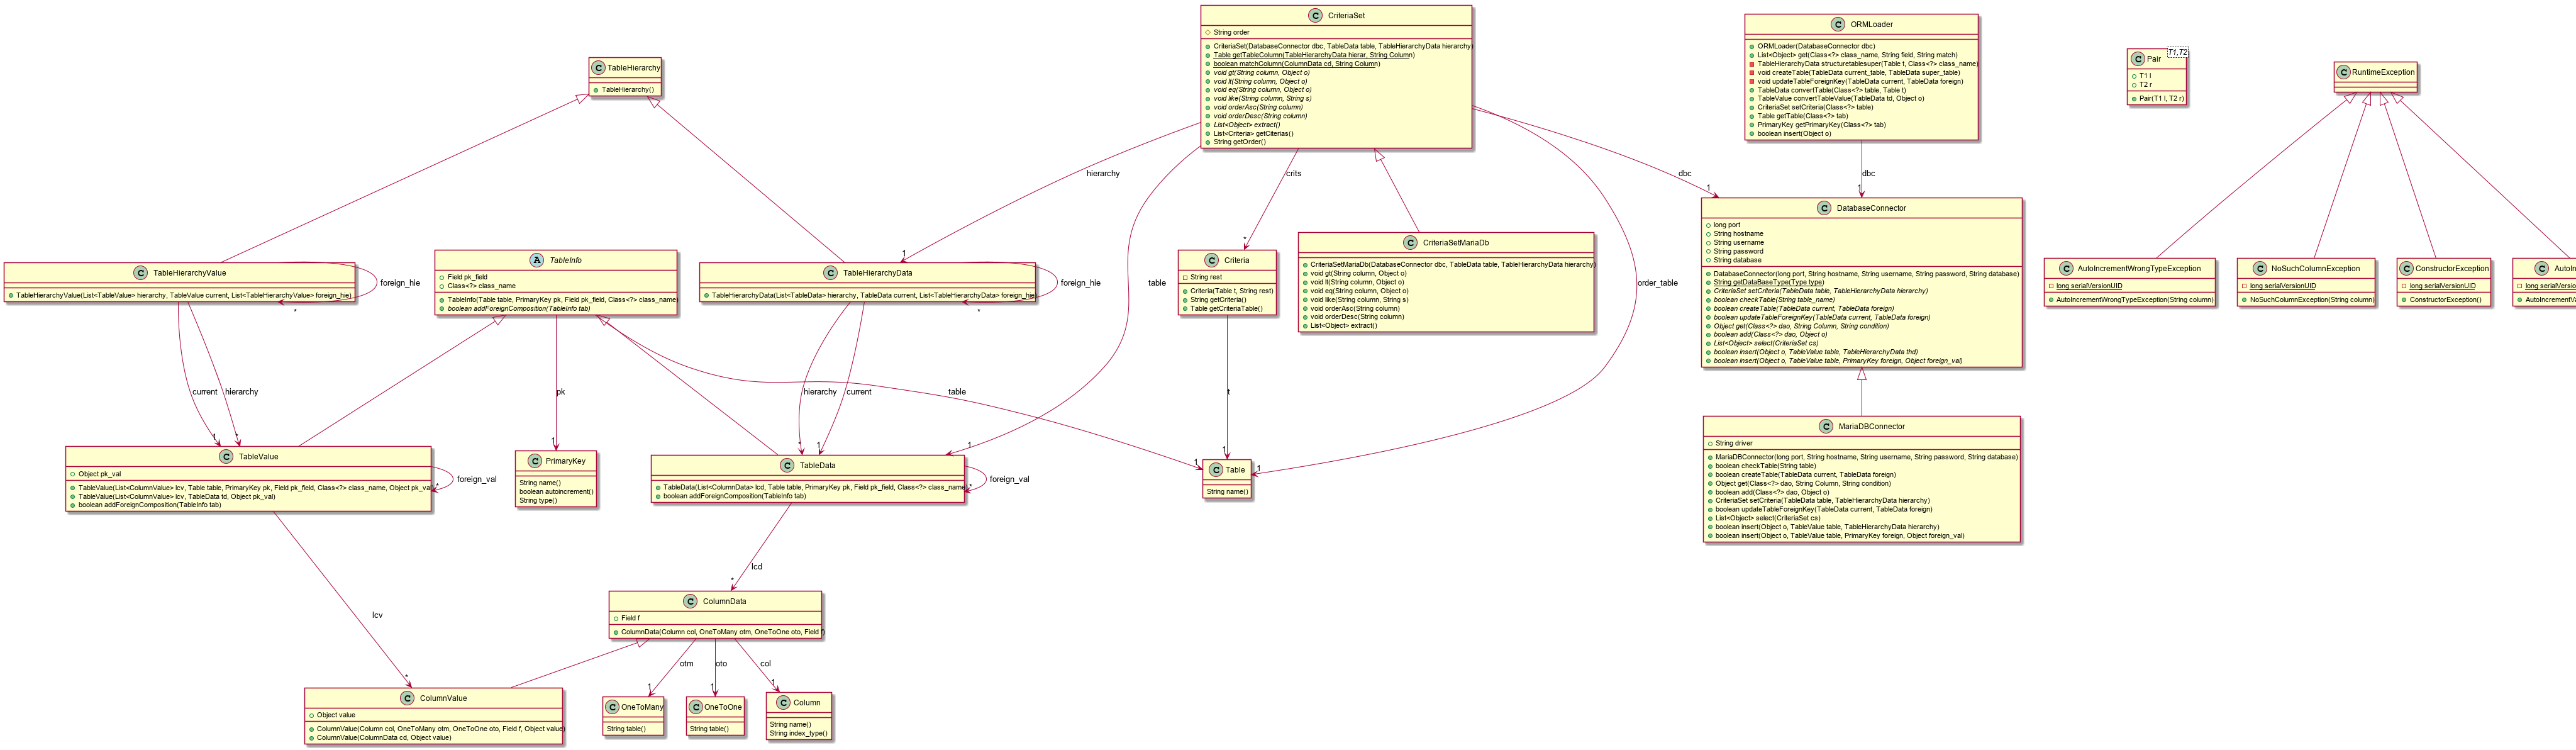 CriteriaSet
String order
CriteriaSet(DatabaseConnector dbc, TableData table, TableHierarchyData hierarchy)
Table getTableColumn(TableHierarchyData hierar, String Column)
boolean matchColumn(ColumnData cd, String Column)
void gt(String column, Object o)
void lt(String column, Object o)
void eq(String column, Object o)
void like(String column, String s)
void orderAsc(String column)
void orderDesc(String column)
List<Object> extract()
List<Criteria> getCiterias()
String getOrder()
ORMLoader
ORMLoader(DatabaseConnector dbc)
List<Object> get(Class<?> class_name, String field, String match)
TableHierarchyData structuretablesuper(Table t, Class<?> class_name)
void createTable(TableData current_table, TableData super_table)
void updateTableForeignKey(TableData current, TableData foreign)
TableData convertTable(Class<?> table, Table t)
TableValue convertTableValue(TableData td, Object o)
CriteriaSet setCriteria(Class<?> table)
Table getTable(Class<?> tab)
PrimaryKey getPrimaryKey(Class<?> tab)
boolean insert(Object o)
Pair
T1,T2
T1 l
T2 r
Pair(T1 l, T2 r)
RuntimeException
TableHierarchy
TableHierarchy()
hierarchy
crits
dbc
dbc
1
*
1
1
TableHierarchyValue
TableHierarchyValue(List<TableValue> hierarchy, TableValue current, List<TableHierarchyValue> foreign_hie)
foreign_hie
*
TableInfo
Field pk_field
Class<?> class_name
TableInfo(Table table, PrimaryKey pk, Field pk_field, Class<?> class_name)
boolean addForeignComposition(TableInfo tab)
TableHierarchyData
TableHierarchyData(List<TableData> hierarchy, TableData current, List<TableHierarchyData> foreign_hie)
foreign_hie
*
table
Criteria
String rest
Criteria(Table t, String rest)
String getCriteria()
Table getCriteriaTable()
CriteriaSetMariaDb
CriteriaSetMariaDb(DatabaseConnector dbc, TableData table, TableHierarchyData hierarchy)
void gt(String column, Object o)
void lt(String column, Object o)
void eq(String column, Object o)
void like(String column, String s)
void orderAsc(String column)
void orderDesc(String column)
List<Object> extract()
order_table
DatabaseConnector
long port
String hostname
String username
String password
String database
DatabaseConnector(long port, String hostname, String username, String password, String database)
String getDataBaseType(Type type)
CriteriaSet setCriteria(TableData table, TableHierarchyData hierarchy)
boolean checkTable(String table_name)
boolean createTable(TableData current, TableData foreign)
boolean updateTableForeignKey(TableData current, TableData foreign)
Object get(Class<?> dao, String Column, String condition)
boolean add(Class<?> dao, Object o)
List<Object> select(CriteriaSet cs)
boolean insert(Object o, TableValue table, TableHierarchyData thd)
boolean insert(Object o, TableValue table, PrimaryKey foreign, Object foreign_val)
AutoIncrementWrongTypeException
long serialVersionUID
AutoIncrementWrongTypeException(String column)
NoSuchColumnException
long serialVersionUID
NoSuchColumnException(String column)
ConstructorException
long serialVersionUID
ConstructorException()
current
hierarchy
pk
hierarchy
current
table
t
1
*
1
*
1
1
1
1
1
TableValue
Object pk_val
TableValue(List<ColumnValue> lcv, Table table, PrimaryKey pk, Field pk_field, Class<?> class_name, Object pk_val)
TableValue(List<ColumnValue> lcv, TableData td, Object pk_val)
boolean addForeignComposition(TableInfo tab)
foreign_val
*
PrimaryKey
String name()
boolean autoincrement()
String type()
TableData
TableData(List<ColumnData> lcd, Table table, PrimaryKey pk, Field pk_field, Class<?> class_name)
boolean addForeignComposition(TableInfo tab)
foreign_val
*
Table
String name()
MariaDBConnector
String driver
MariaDBConnector(long port, String hostname, String username, String password, String database)
boolean checkTable(String table)
boolean createTable(TableData current, TableData foreign)
Object get(Class<?> dao, String Column, String condition)
boolean add(Class<?> dao, Object o)
CriteriaSet setCriteria(TableData table, TableHierarchyData hierarchy)
boolean updateTableForeignKey(TableData current, TableData foreign)
List<Object> select(CriteriaSet cs)
boolean insert(Object o, TableValue table, TableHierarchyData hierarchy)
boolean insert(Object o, TableValue table, PrimaryKey foreign, Object foreign_val)
lcd
*
ColumnData
Field f
ColumnData(Column col, OneToMany otm, OneToOne oto, Field f)
lcv
*
otm
oto
col
1
1
1
ColumnValue
Object value
ColumnValue(Column col, OneToMany otm, OneToOne oto, Field f, Object value)
ColumnValue(ColumnData cd, Object value)
OneToMany
String table()
OneToOne
String table()
Column
String name()
String index_type()